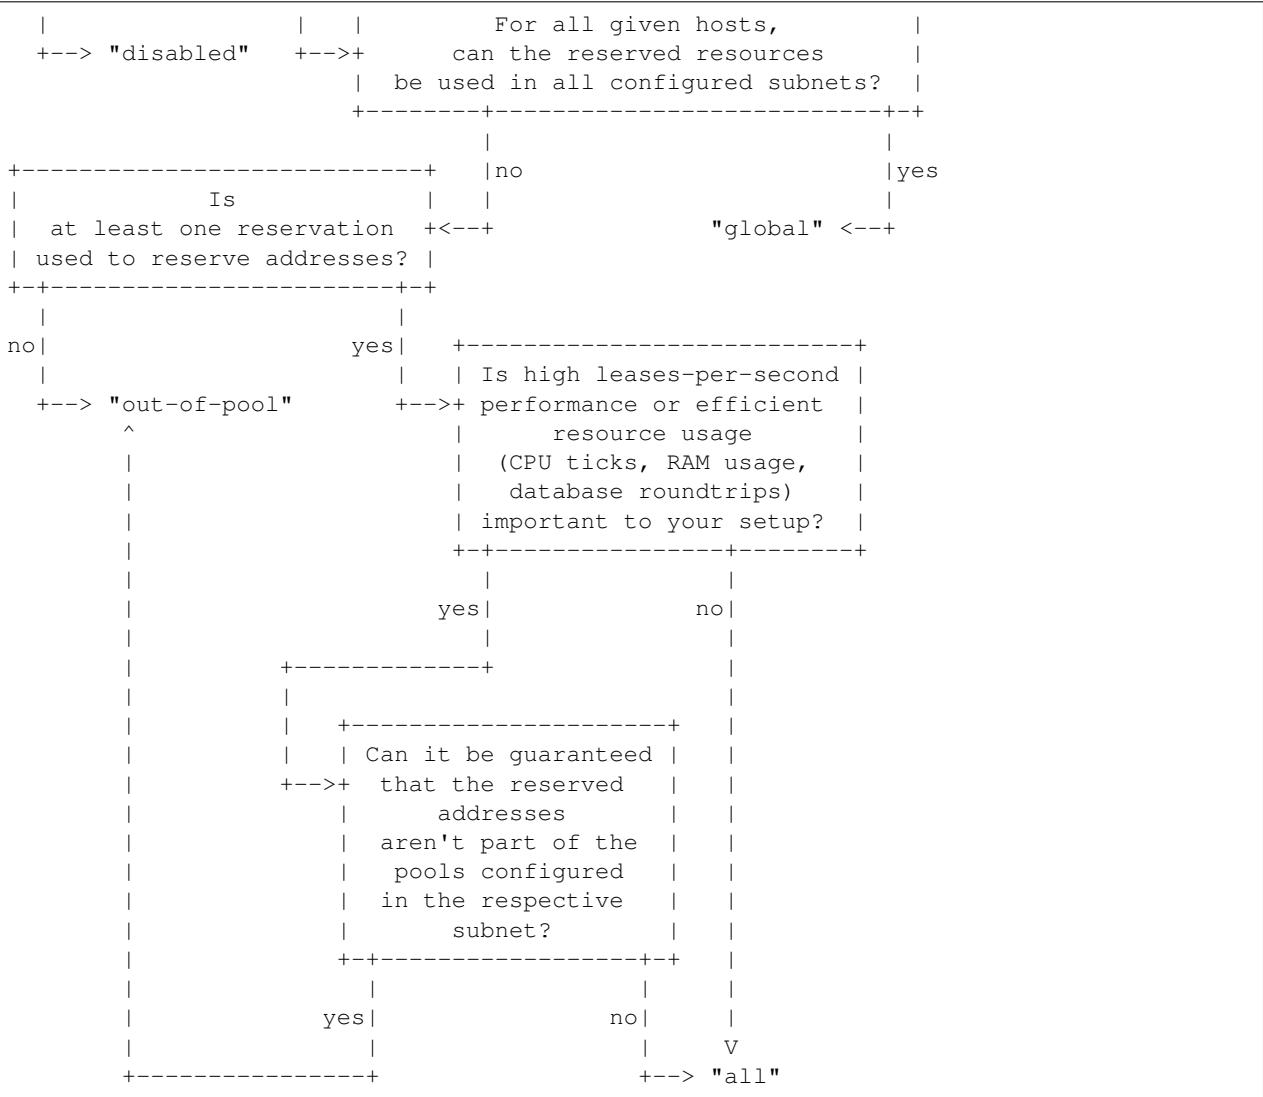 |                  |  |         For all given hosts,         |
+--> "disabled"   +-->+      can the reserved resources      |
                      |  be used in all configured subnets?  |
                      +--------+---------------------------+-+
                               |                           |
+----------------------------+ |no                         |yes
|             Is             | |                           |
|  at least one reservation  +<--+               "global" <--+
| used to reserve addresses? |
+-+------------------------+-+
  |                        |
no|                     yes|   +-------------------------+
  |                        |   | Is high leases-per-second |
  +--> "out-of-pool"       +-->+ performance or efficient  |
        ^                      |      resource usage       |
        |                      |  (CPU ticks, RAM usage,   |
        |                      |   database roundtrips)    |
        |                      | important to your setup?  |
        |                      +-+----------------+--------+
        |                        |                |
        |                     yes|              no|
        |                        |                |
        |          +-------------+                |
        |          |                              |
        |          |   +----------------------+   |
        |          |   | Can it be guaranteed |   |
        |          +-->+  that the reserved   |   |
        |              |      addresses       |   |
        |              |  aren't part of the  |   |
        |              |   pools configured   |   |
        |              |  in the respective   |   |
        |              |       subnet?        |   |
        |              +-+------------------+-+   |
        |                |                  |     |
        |             yes|                no|     |
        |                |                  |     V
        +----------------+                  +--> "all"